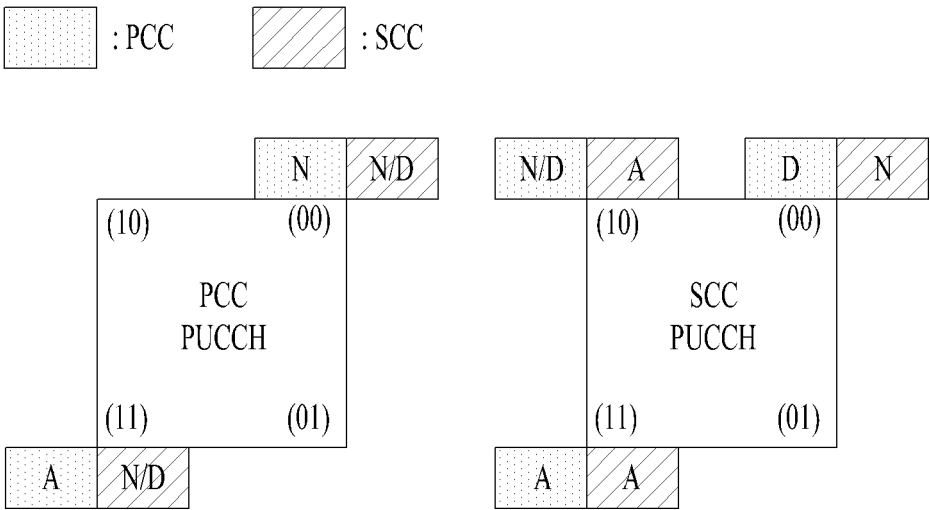 : PCC : SCC
N N/D N/D A D N
(10) (00) (10) (00)
PCC SCC
PUCCH PUCCH
(11) (01) (11) (01)
A N/D A A